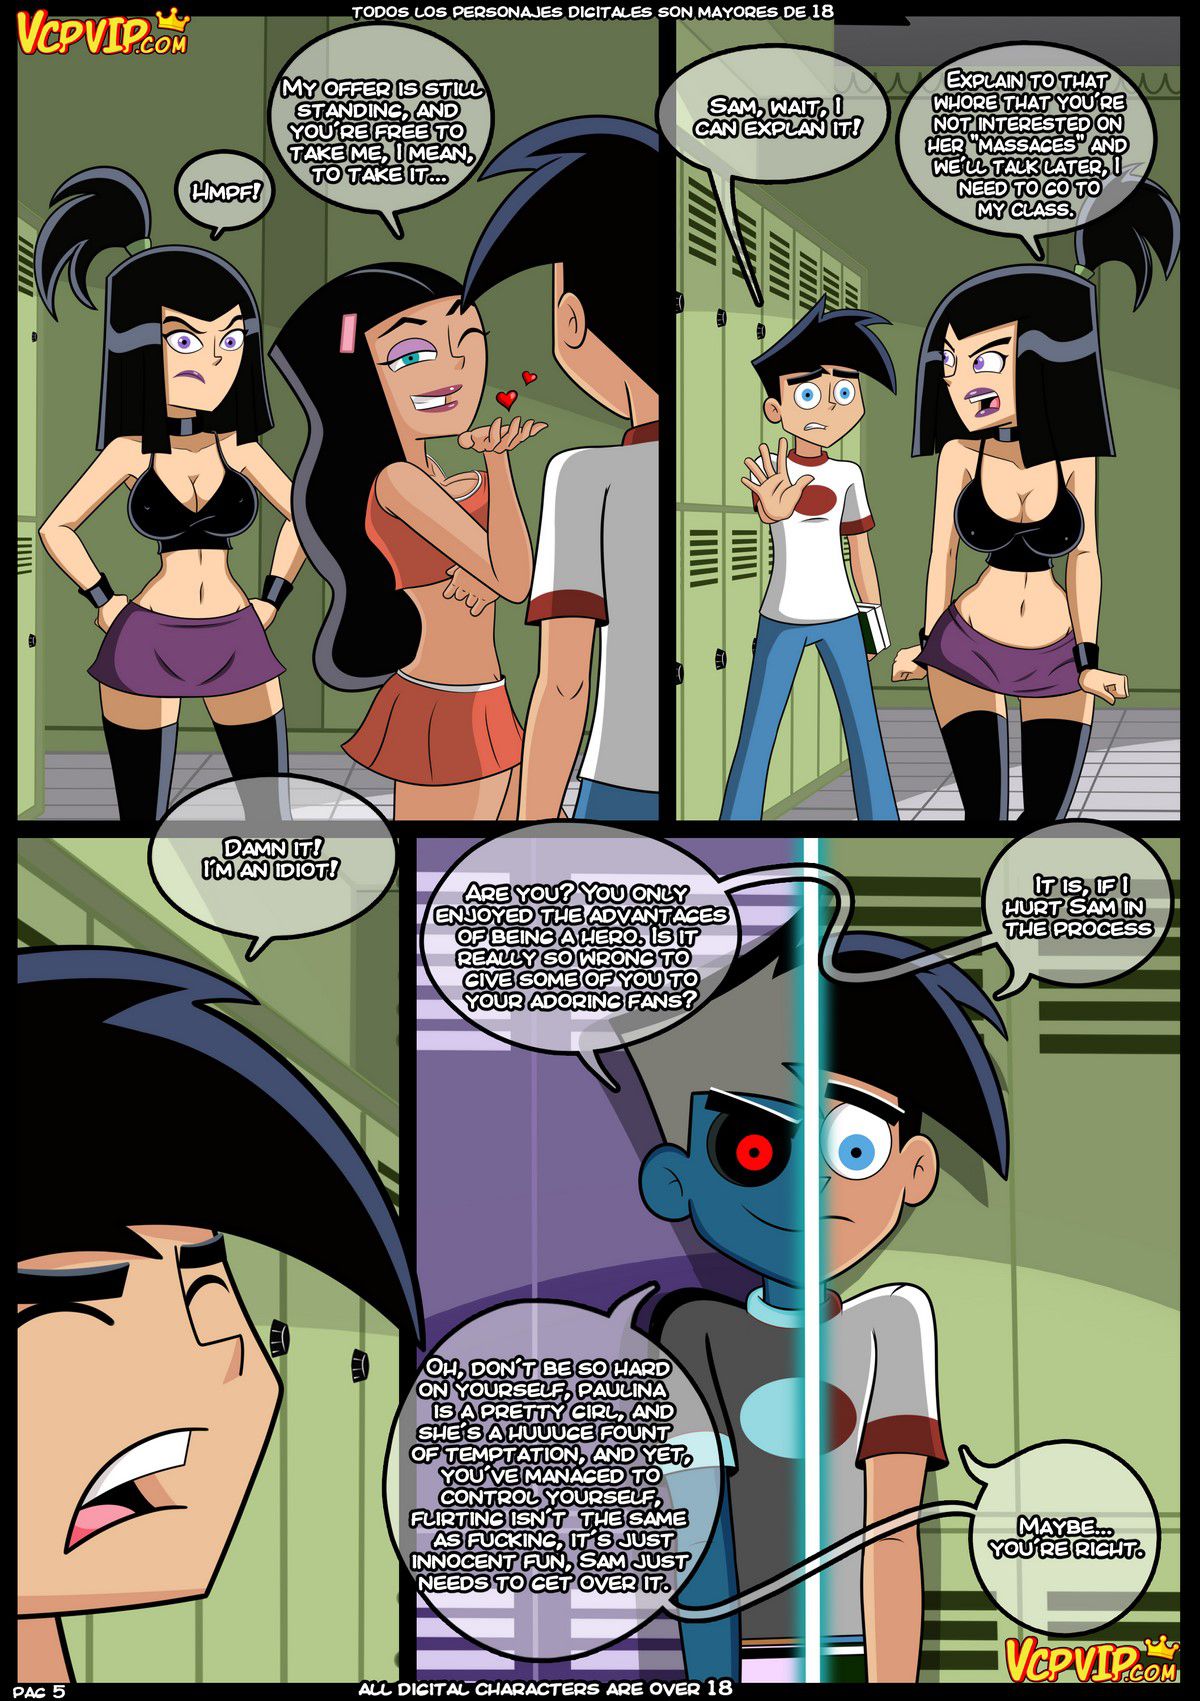 TODOS LOS PERSONAJES DIGITALES SON MAYORES DE 18
VCPVIP.COM
HMPF!
MY OFFER IS STILL
STANDING, AND
YOU'RE FREE TO
TAKE ME, I MEAN,
TO TAKE IT...
SAM, WAIT, I
CAN EXPLAN IT!
EXPLAIN TO THAT
WHORE THAT YOU'RE
NOT INTERESTED ON
HER "MASSAGES" AND
WE'LL TALK LATER, I
NEED TO GO TO
MY CLASS.
DAMN IT!
I'M AN IDIOT!
ARE YOU? YOU ONLY
ENJOYED THE ADVANTAGES
OF BEING A HERO. IS IT
REALLY SO WRONG TO
GIVE SOME OF YOU TO
YOUR ADORING FANS?
IT IS, IF I
HURT SAM IN
THE PROCESS
OH, DON'T BE SO HARD
ON YOURSELF, PAULINA
IS A PRETTY GIRL, AND
SHE'S A HUUUGE FOUNT
OF TEMPTATION, AND YET,
YOU'VE MANAGED TO
CONTROL YOURSELF,
FLIRTING ISN'T THE SAME
AS FUCKING, IT'S JUST
INNOCENT FUN, SAM JUST
NEEDS TO GET OVER IT.
MAYBE...
YOU'RE RIGHT.
VCPVIP.COM
PAG 5
ALL DIGITAL CHARACTERS ARE OVER 18